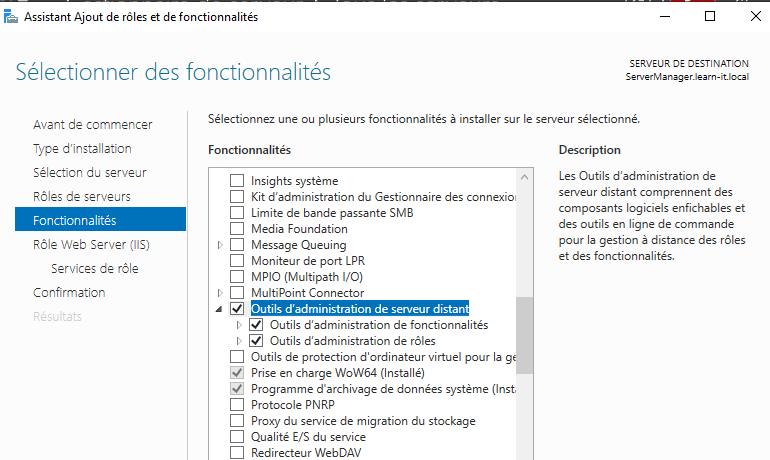 Assistant Ajout de rôles et de fonctionnalités
Sélectionner des fonctionnalités
SERVEUR DE DESTINATION
ServerManager.learn-it.local
Avant de commencer
Type d'installation
Sélection du serveur
Rôles de serveurs
Fonctionnalités
Rôle Web Server (IIS)
Services de rôle
Confirmation
Résultats
Sélectionnez une ou plusieurs fonctionnalités à installer sur le serveur sélectionné.
Fonctionnalités
Insights système
Kit d'administration du Gestionnaire des connexion
Limite de bande passante SMB
Media Foundation
Message Queuing
Moniteur de port LPR
MPIO (Multipath I/O)
MultiPoint Connector
Outils d'administration de serveur distant
Outils d'administration de fonctionnalités
Outils d'administration de rôles
Outils de protection d'ordinateur virtuel pour la ge
Prise en charge WoW64 (Installé)
Programme d'archivage de données système (Inst
Protocole PNRP
Proxy du service de migration du stockage
Qualité E/S du service
Redirecteur WebDAV
Description
Les Outils d'administration de
serveur distant comprennent des
composants logiciels enfichables et
des outils en ligne de commande
pour la gestion à distance des rôles
et des fonctionnalités.